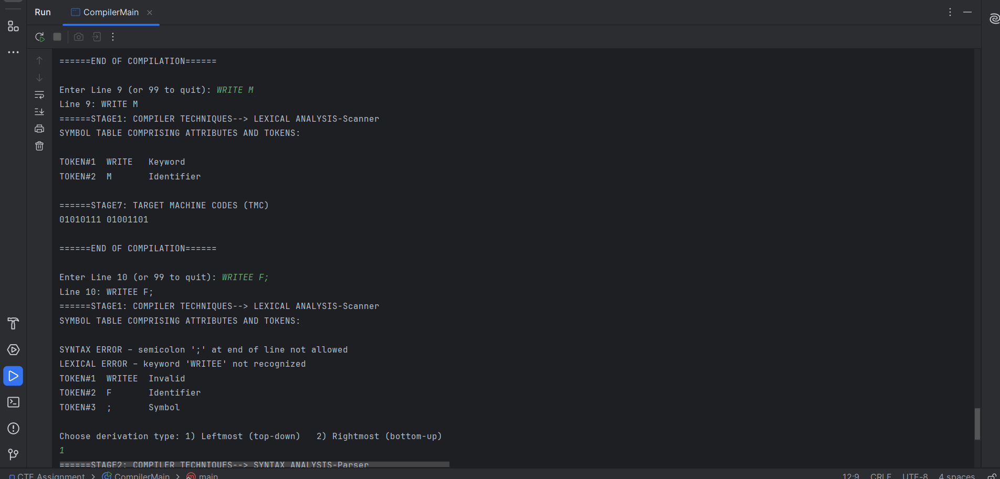 Run CompilerMain
======END OF COMPILATION======
Enter Line 9 (or 99 to quit): WRITE M
Line 9: WRITE M
======STAGE1: COMPILER TECHNIQUES--> LEXICAL ANALYSIS-Scanner
SYMBOL TABLE COMPRISING ATTRIBUTES AND TOKENS:
TOKEN#1 WRITE Keyword
TOKEN#2 M Identifier
======STAGE7: TARGET MACHINE CODES (TMC)
01010111 01001101
======END OF COMPILATION======
Enter Line 10 (or 99 to quit): WRITEE F;
Line 10: WRITEE F;
======STAGE1: COMPILER TECHNIQUES--> LEXICAL ANALYSIS-Scanner
SYMBOL TABLE COMPRISING ATTRIBUTES AND TOKENS:
SYNTAX ERROR – semicolon ';' at end of line not allowed
LEXICAL ERROR – keyword 'WRITEE' not recognized
TOKEN#1 WRITEE Invalid
TOKEN#2 F Identifier
TOKEN#3 ; Symbol
Choose derivation type: 1) Leftmost (top-down) 2) Rightmost (bottom-up)
1
======STAGE2: COMPILER TECHNIQUES--> SYNTAX ANALYSIS-Parser
CTE Assignment > CompilerMain > main 12:9 CRLF UTF-8 4 spaces